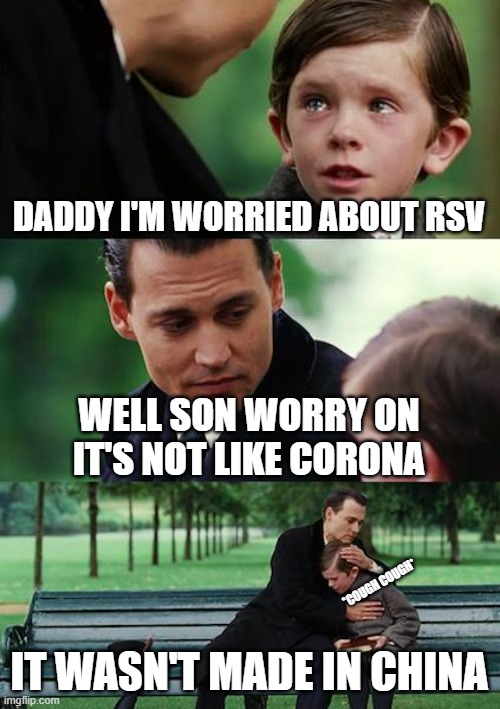 DADDY I'M WORRIED ABOUT RSV
WELL SON WORRY ON
IT'S NOT LIKE CORONA
*COUGH COUGH*
IT WASN'T MADE IN CHINA
imgflip.com